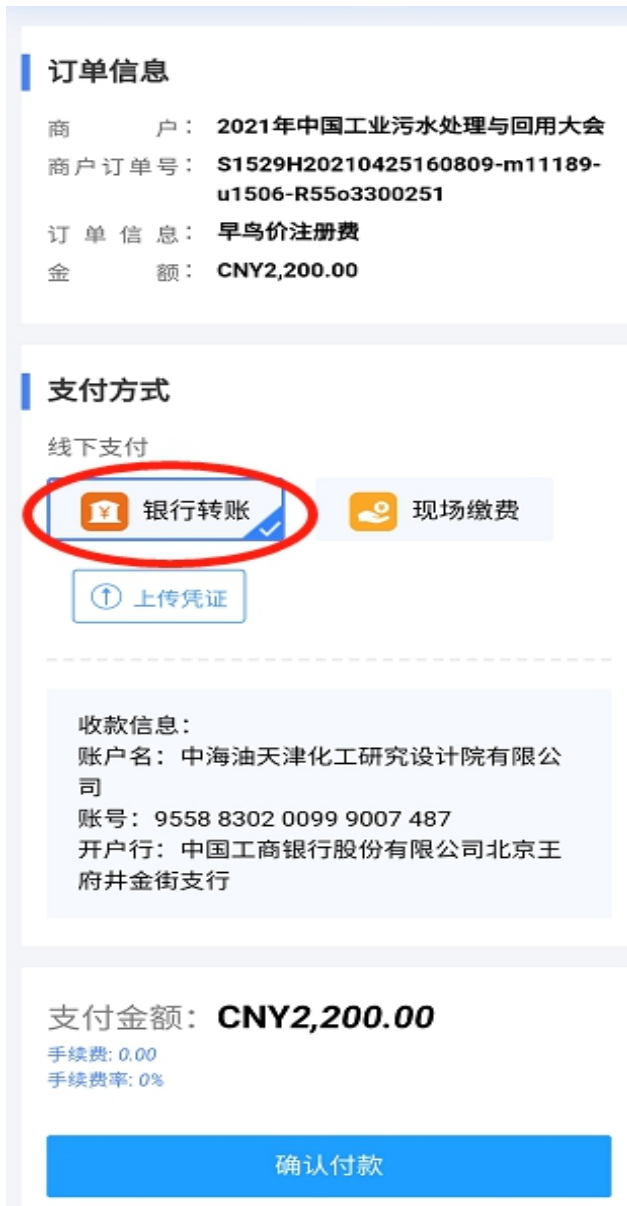 订单信息
商户： 2021年中国工业污水处理与回用大会
商户订单号： S1529H20210425160809-m11189-
u1506-R55o3300251
订单信息： 早鸟价注册费
金额： CNY2,200.00
支付方式
线下支付
银行转账 现场缴费
上传凭证
收款信息：
账户名：中海油天津化工研究设计院有限公
司
账号：9558 8302 0099 9007 487
开户行：中国工商银行股份有限公司北京王
府井金街支行
支付金额：CNY2,200.00
手续费: 0.00
手续费率: 0%
确认付款